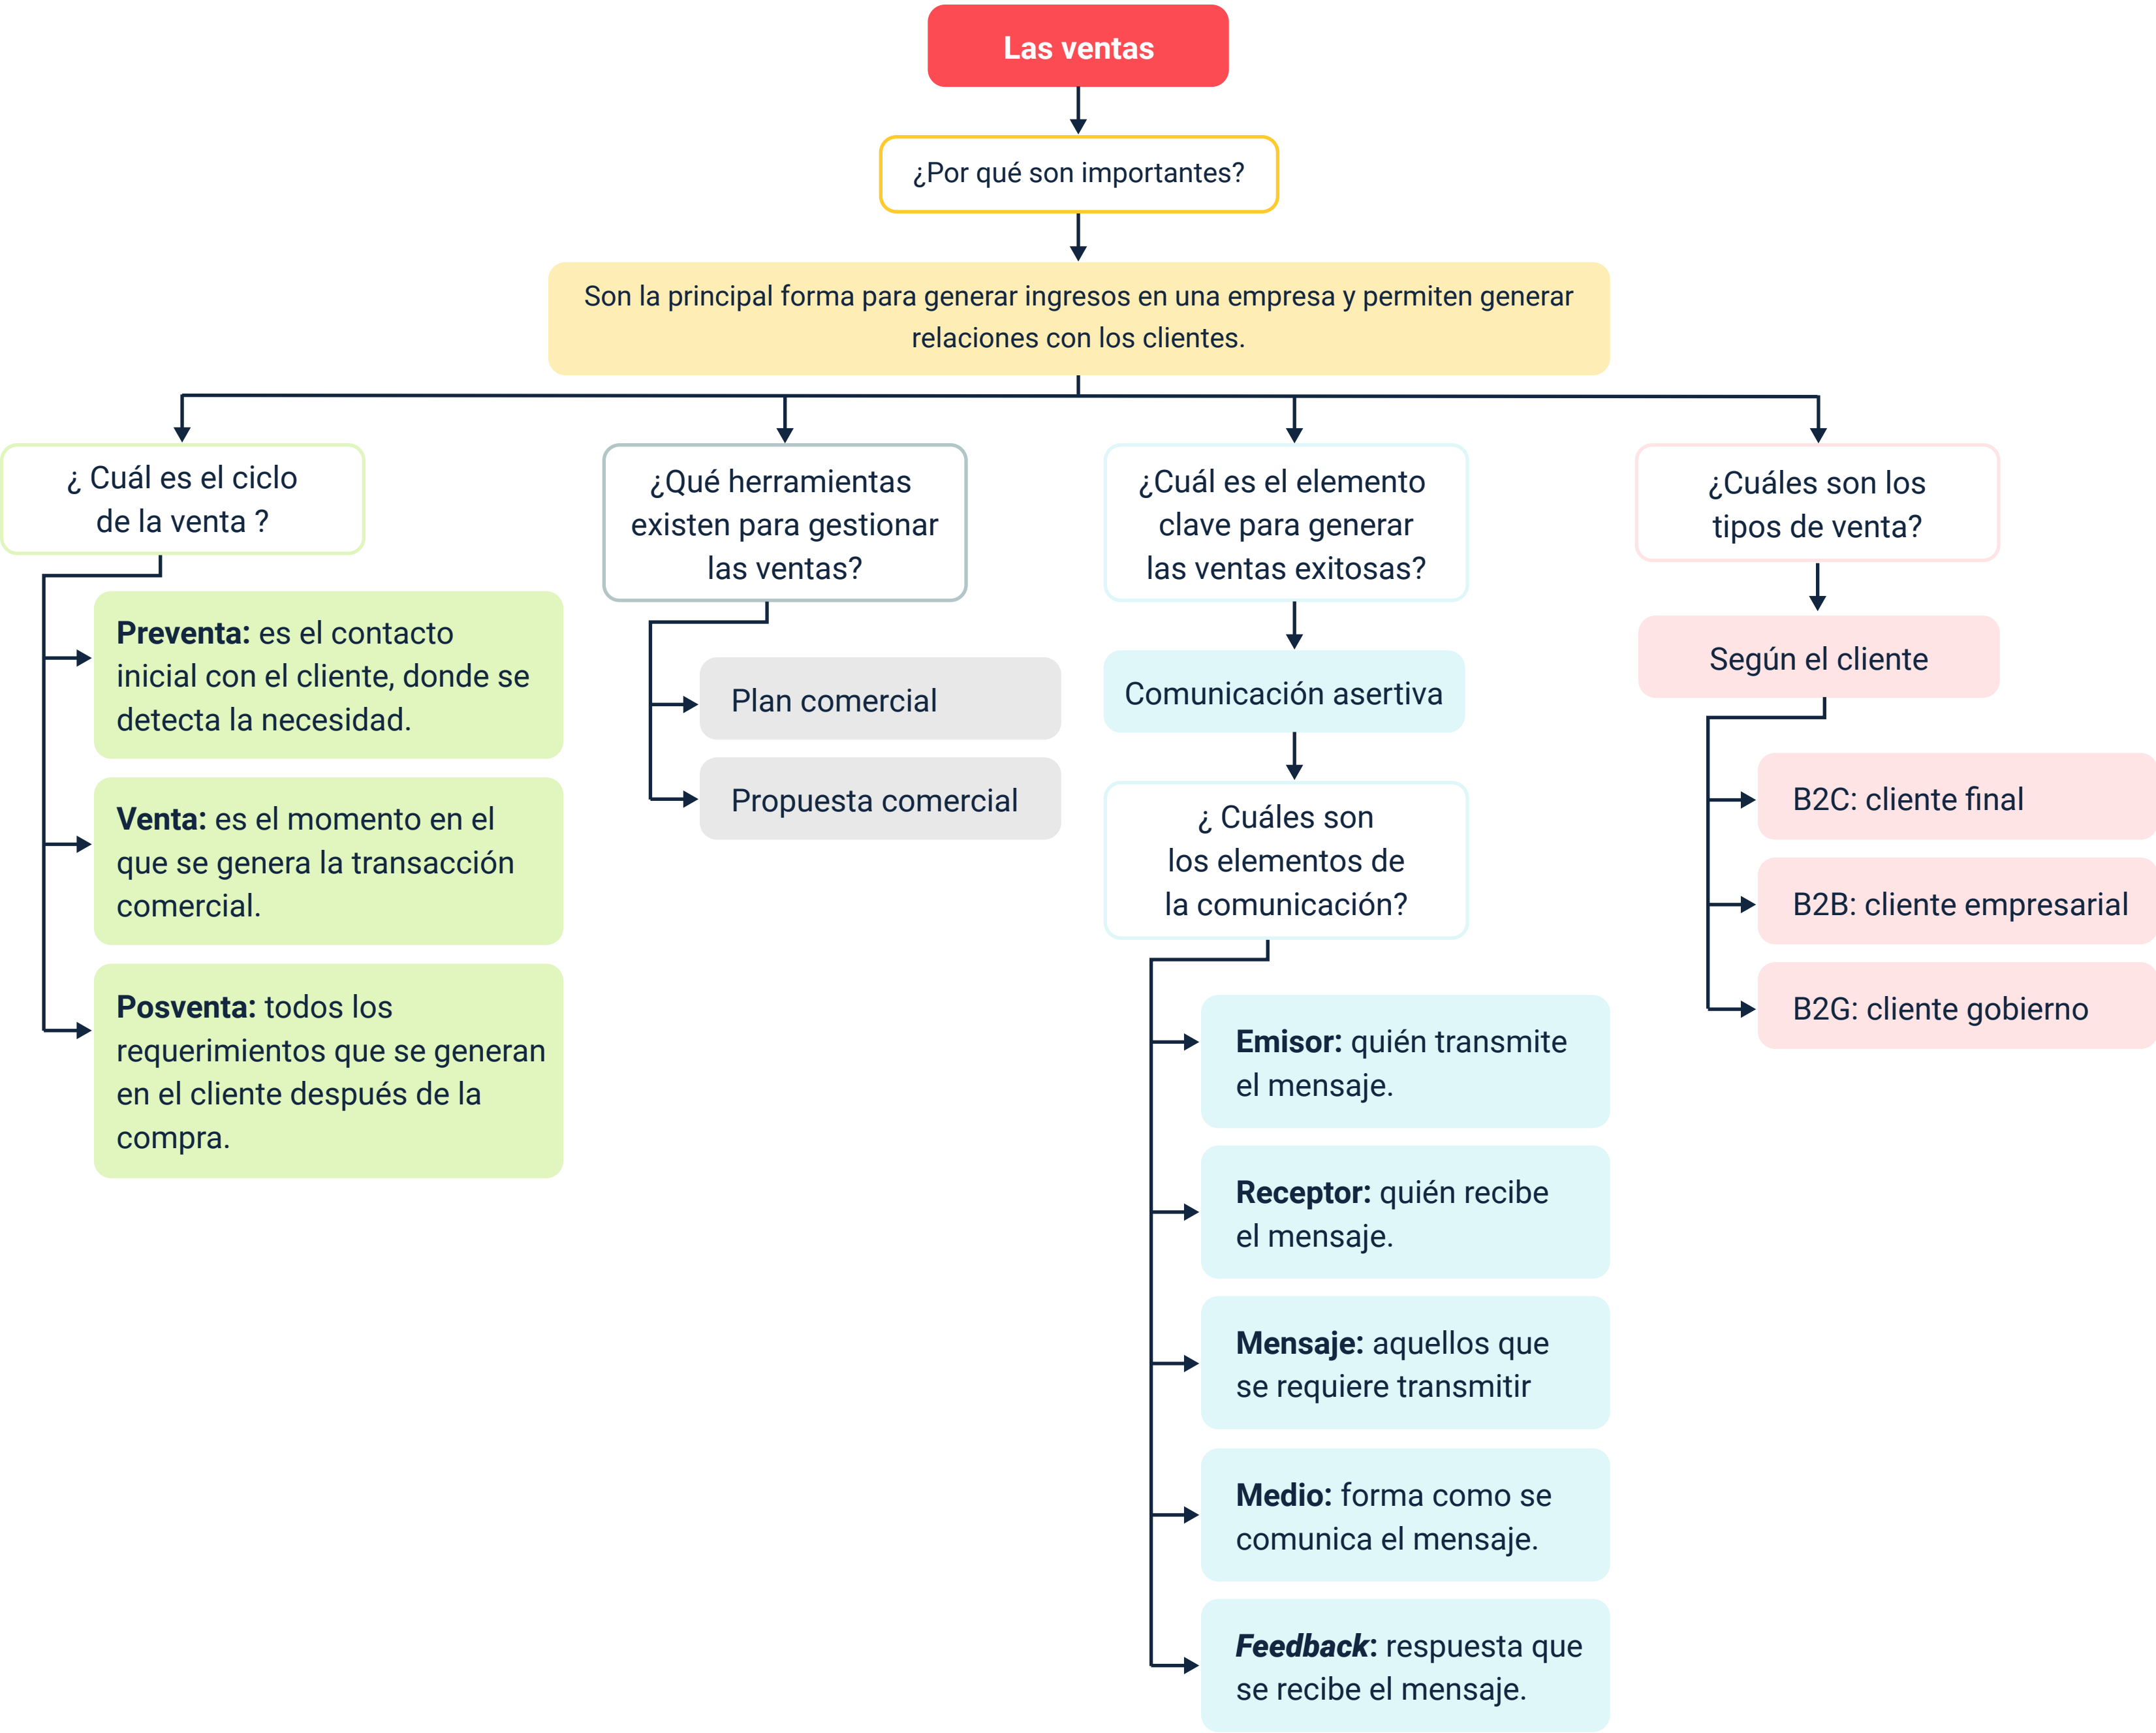 Las ventas
¿Por qué son importantes?
Son la principal forma para generar ingresos en una empresa y permiten generar
relaciones con los clientes.
¿ Cuál es el ciclo
de la venta ?
Preventa: es el contacto
inicial con el cliente, donde se
detecta la necesidad.
Venta: es el momento en el
que se genera la transacción
comercial.
Posventa: todos los
requerimientos que se generan
en el cliente después de la
compra.
¿Qué herramientas
existen para gestionar
las ventas?
Plan comercial
Propuesta comercial
¿Cuál es el elemento
clave para generar
las ventas exitosas?
Comunicación asertiva
¿ Cuáles son
los elementos de
la comunicación?
Emisor: quién transmite
el mensaje.
Receptor: quién recibe
el mensaje.
Mensaje: aquellos que
se requiere transmitir
Medio: forma como se
comunica el mensaje.
Feedback: respuesta que
se recibe el mensaje.
¿Cuáles son los
tipos de venta?
Según el cliente
B2C: cliente final
B2B: cliente empresarial
B2G: cliente gobierno